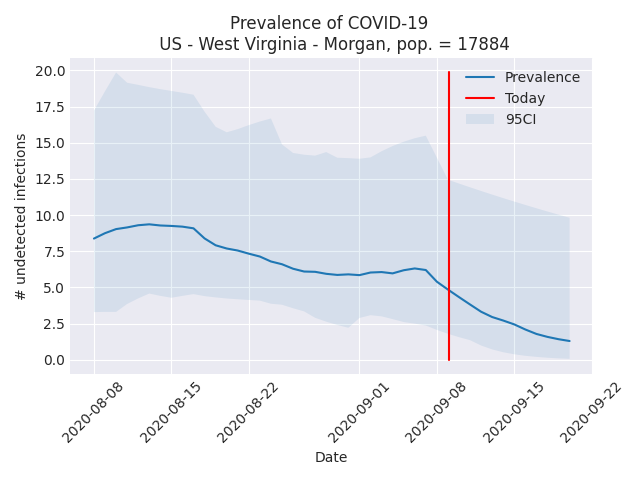 Prevalence of COVID-19
US - West Virginia - Morgan, pop. = 17884
20.0
17.5
15.0
12.5
10.0
7.5
5.0
2.5
0.0
# undetected infections
Prevalence
Today
95CI
2020-08-08
2020-08-15
2020-08-22
2020-09-01
2020-09-08
2020-09-15
2020-09-22
Date